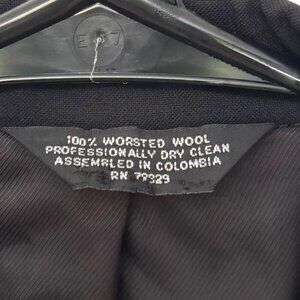 100% WORSTED WOOL
PROFESSIONALLY DRY CLEAN
ASSEMBLED IN COLOMBIA
RN 79329